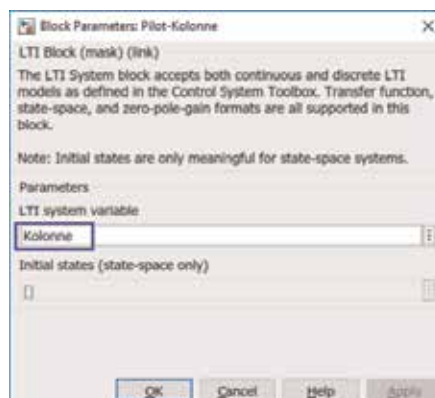 Block Parameters: Pilot-Kolonne
LTI Block (mask) (link)
The LTI System block accepts both continuous and discrete LTI
models as defined in the Control System Toolbox. Transfer function,
state-space, and zero-pole-gain formats are all supported in this
block.
Note: Initial states are only meaningful for state-space systems.
Parameters
LTI system variable
Kolonne
Initial states (state-space only)
[]
OK Cancel Help Apply